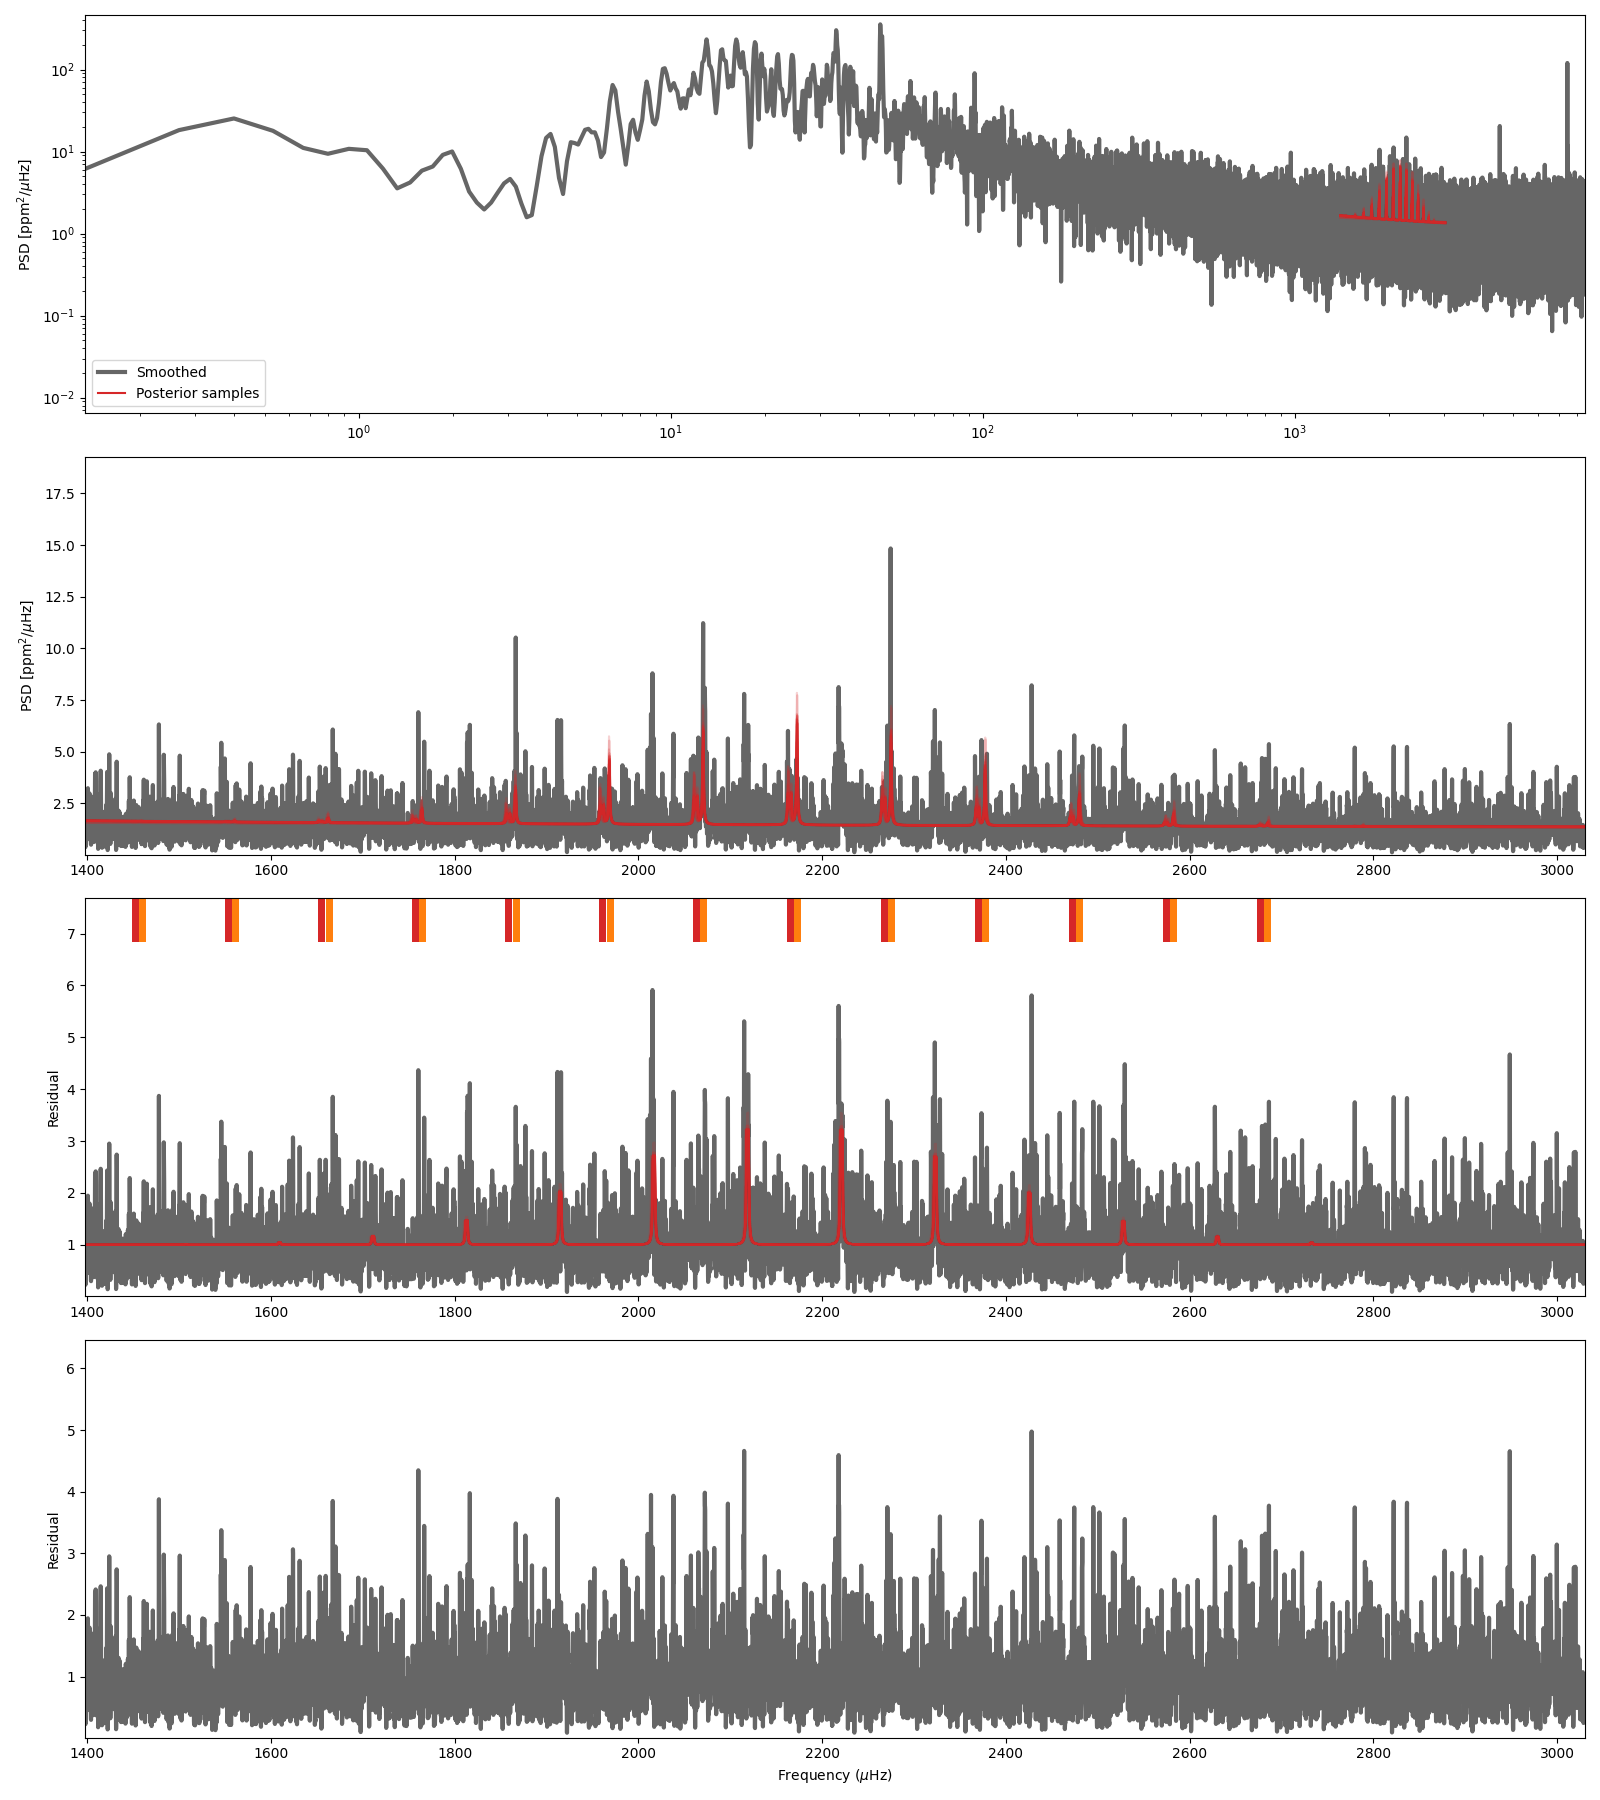 PSD [ppm²/μHz]
10²
10¹
10⁰
10⁻¹
10⁻²
Smoothed
Posterior samples
10⁰ 10¹ 10² 10³
PSD [ppm²/μHz]
17.5
15.0
12.5
10.0
7.5
5.0
2.5
1400 1600 1800 2000 2200 2400 2600 2800 3000
Residual
7
6
5
4
3
2
1
1400 1600 1800 2000 2200 2400 2600 2800 3000
Residual
6
5
4
3
2
1
1400 1600 1800 2000 2200 2400 2600 2800 3000
Frequency (μHz)